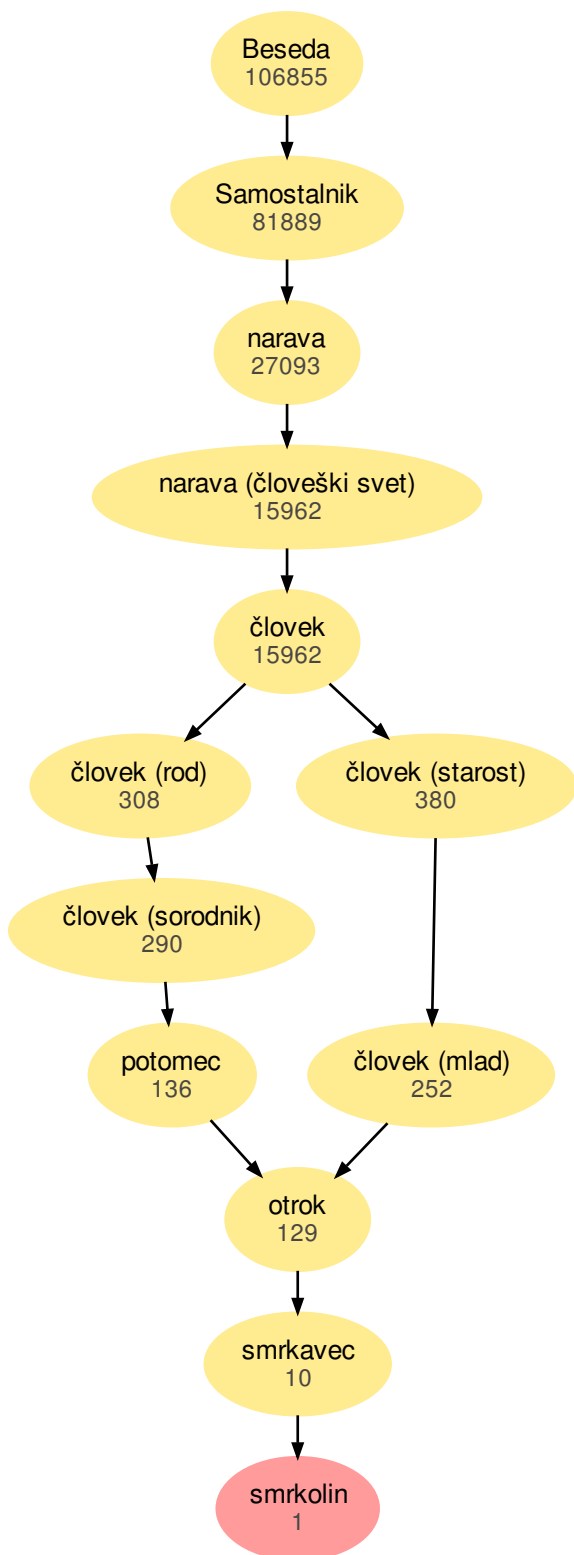 Beseda
106855
Samostalnik
81889
narava
27093
narava (človeški svet)
15962
človek
15962
človek (rod)
308
človek (starost)
380
človek (sorodnik)
290
potomec
136
človek (mlad)
252
otrok
129
smrkavec
10
smrkolin
1